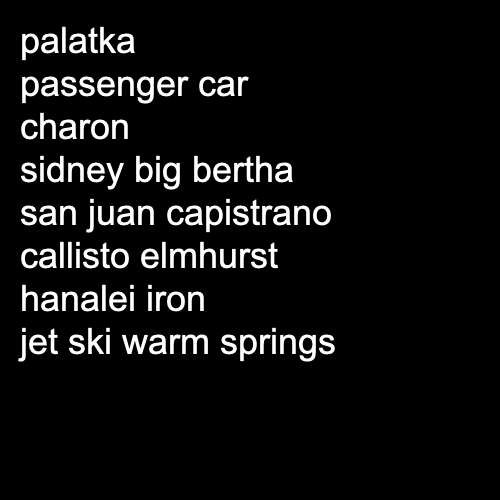 palatka
passenger car
charon
sidney big bertha
san juan capistrano
callisto elmhurst
hanalei iron
jet ski warm springs